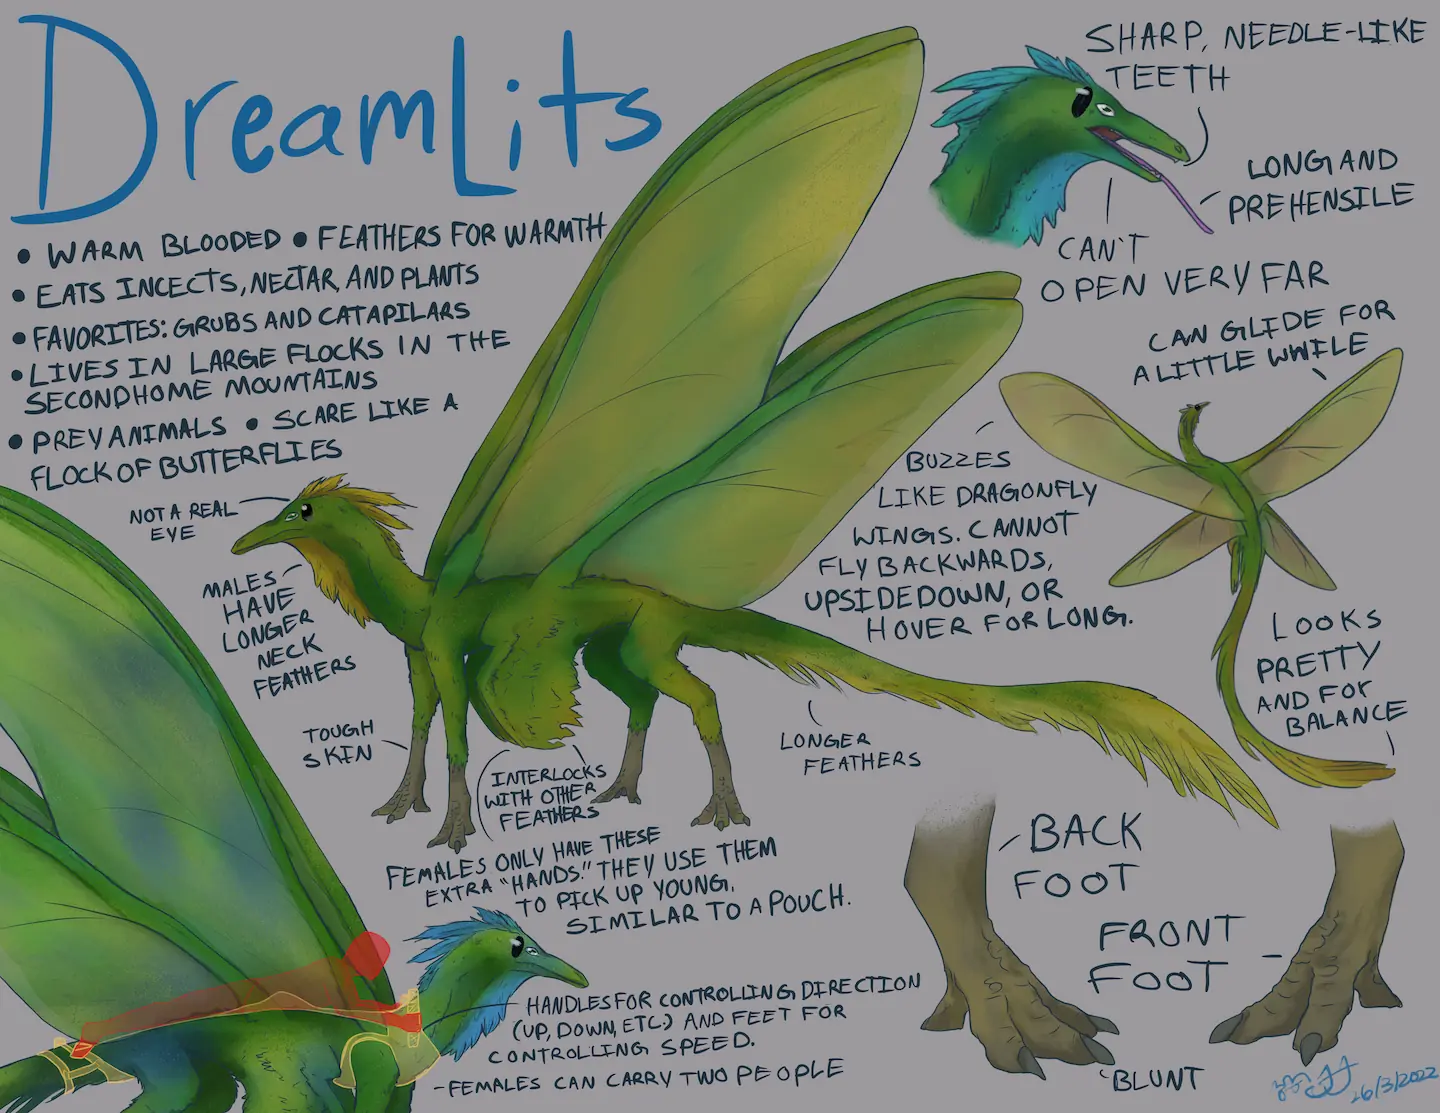 DreamLits
• WARM BLOODED • FEATHERS FOR WARMTH
• EATS INCECTS, NECTAR, AND PLANTS
• FAVORITES: GRUBS AND CATAPILARS
• LIVES IN LARGE FLOCKS IN THE
SECONDHOME MOUNTAINS
• PREY ANIMALS • SCARE LIKE A
FLOCK OF BUTTERFLIES
SHARP, NEEDLE-LIKE
TEETH
LONG AND
PREHENSILE
CAN'T
OPEN VERY FAR
CAN GLIDE FOR
A LITTLE WHILE
BUZZES
LIKE DRAGONFLY
WINGS. CANNOT
FLY BACKWARDS,
UPSIDEDOWN, OR
HOVER FOR LONG.
LOOKS
PRETTY
AND FOR
BALANCE
NOT A REAL
EYE
MALES
HAVE
LONGER
NECK
FEATHERS
TOUGH
SKIN
INTERLOCKS
WITH OTHER
FEATHERS
LONGER
FEATHERS
FEMALES ONLY HAVE THESE
EXTRA "HANDS." THEY USE THEM
TO PICK UP YOUNG.
SIMILAR TO A POUCH.
BACK
FOOT
FRONT
FOOT
BLUNT
HANDLES FOR CONTROLLING DIRECTION
(UP, DOWN, ETC.) AND FEET FOR
CONTROLLING SPEED.
-FEMALES CAN CARRY TWO PEOPLE
26/3/2022